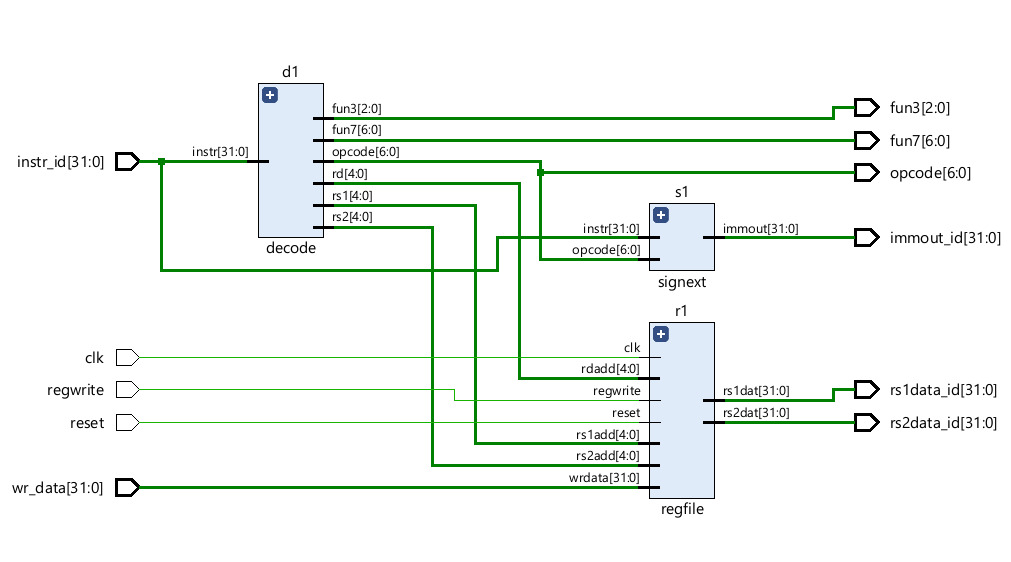 d1
fun3[2:0]
fun3[2:0]
fun7[6:0]
fun7[6:0]
instr_id[31:0]
instr[31:0]
opcode[6:0]
opcode[6:0]
rd[4:0]
s1
rs1[4:0]
rs2[4:0]
instr[31:0]
immout[31:0]
immout_id[31:0]
decode
opcode[6:0]
signext
r1
clk
clk
rdadd[4:0]
regwrite
regwrite
rs1dat[31:0]
rs1data_id[31:0]
reset
reset
rs2dat[31:0]
rs2data_id[31:0]
rs1add[4:0]
rs2add[4:0]
wr_data[31:0]
wrdata[31:0]
regfile